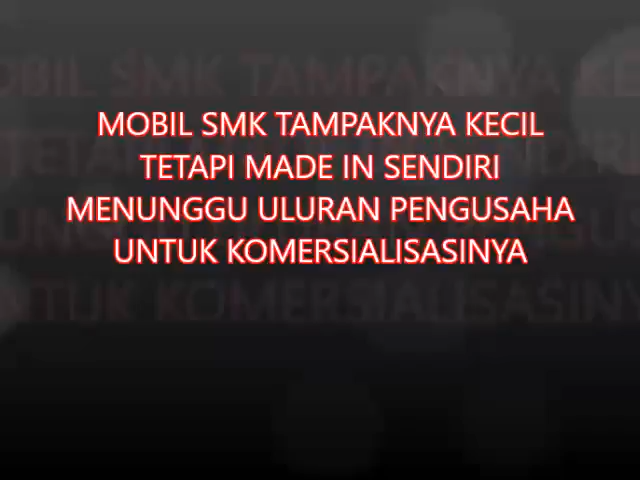 MOBIL SMK TAMPAKNYA KECIL
TETAPI MADE IN SENDIRI
MENUNGGU ULURAN PENGUSAHA
UNTUK KOMERSIALISASINYA